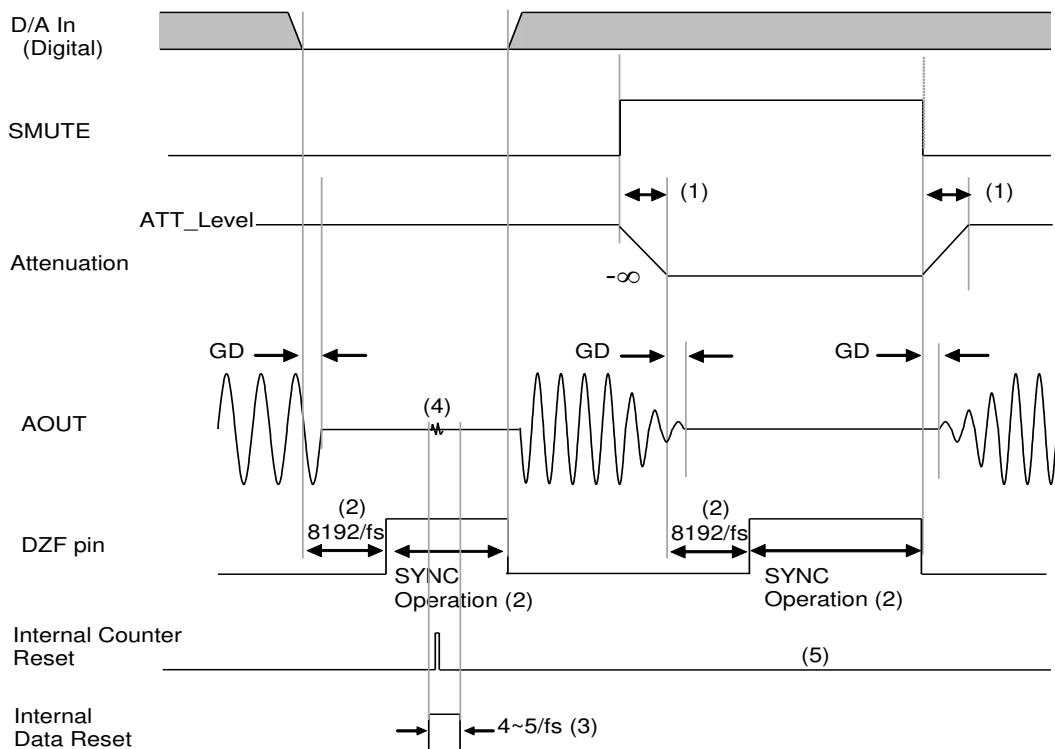 D/A In
(Digital)
SMUTE
(1)
(1)
ATT_Level
Attenuation
-∞
GD
GD
GD
(4)
AOUT
(2)
8192/fs
(2)
8192/fs
DZF pin
SYNC
Operation (2)
SYNC
Operation (2)
Internal Counter
Reset
(5)
Internal
Data Reset
4~5/fs (3)